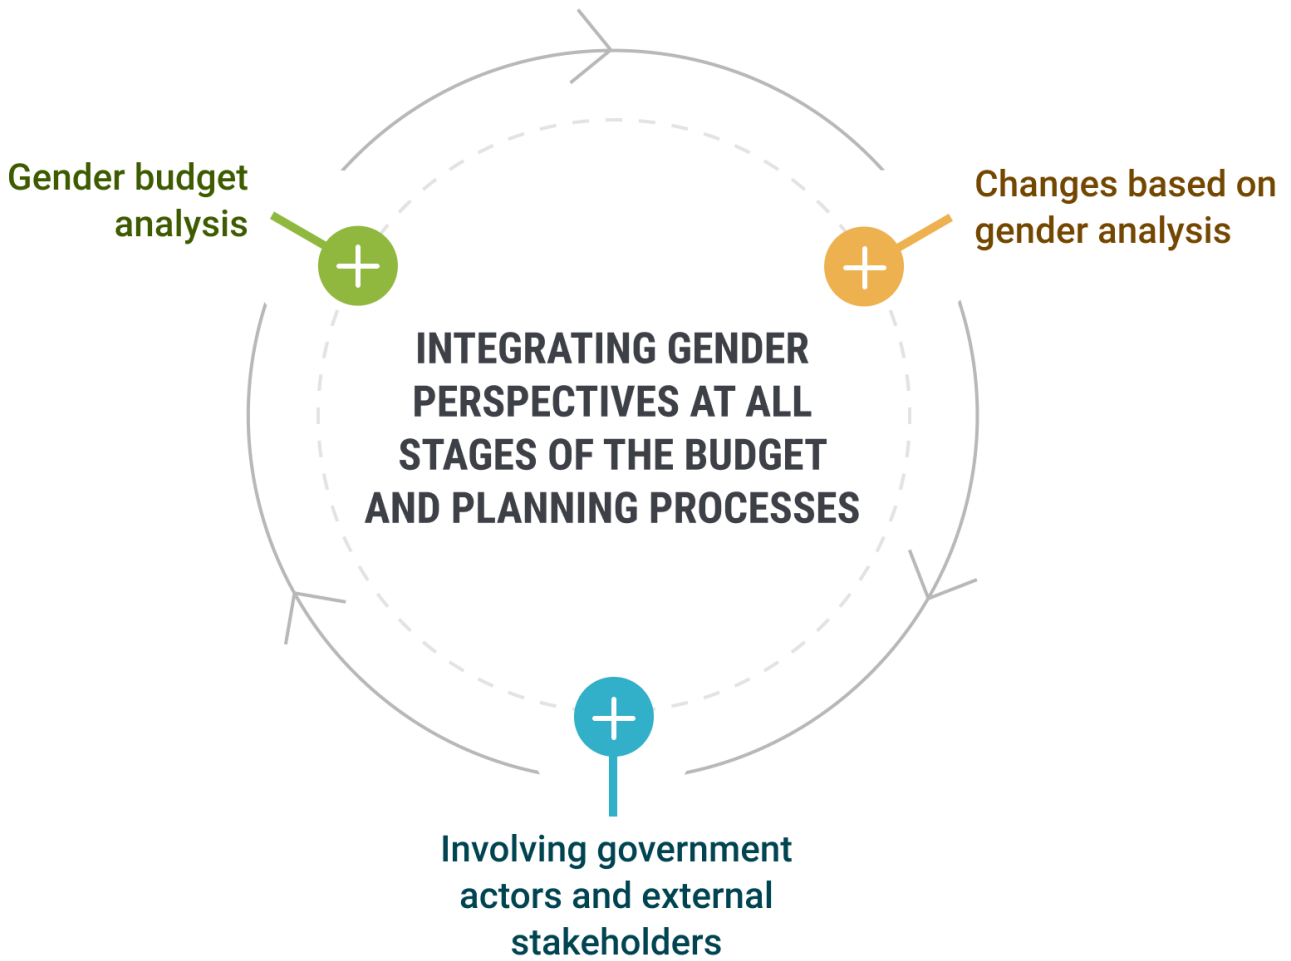 Gender budget
analysis
Changes based on
gender analysis
INTEGRATING GENDER
PERSPECTIVES AT ALL
STAGES OF THE BUDGET
AND PLANNING PROCESSES
Involving government
actors and external
stakeholders